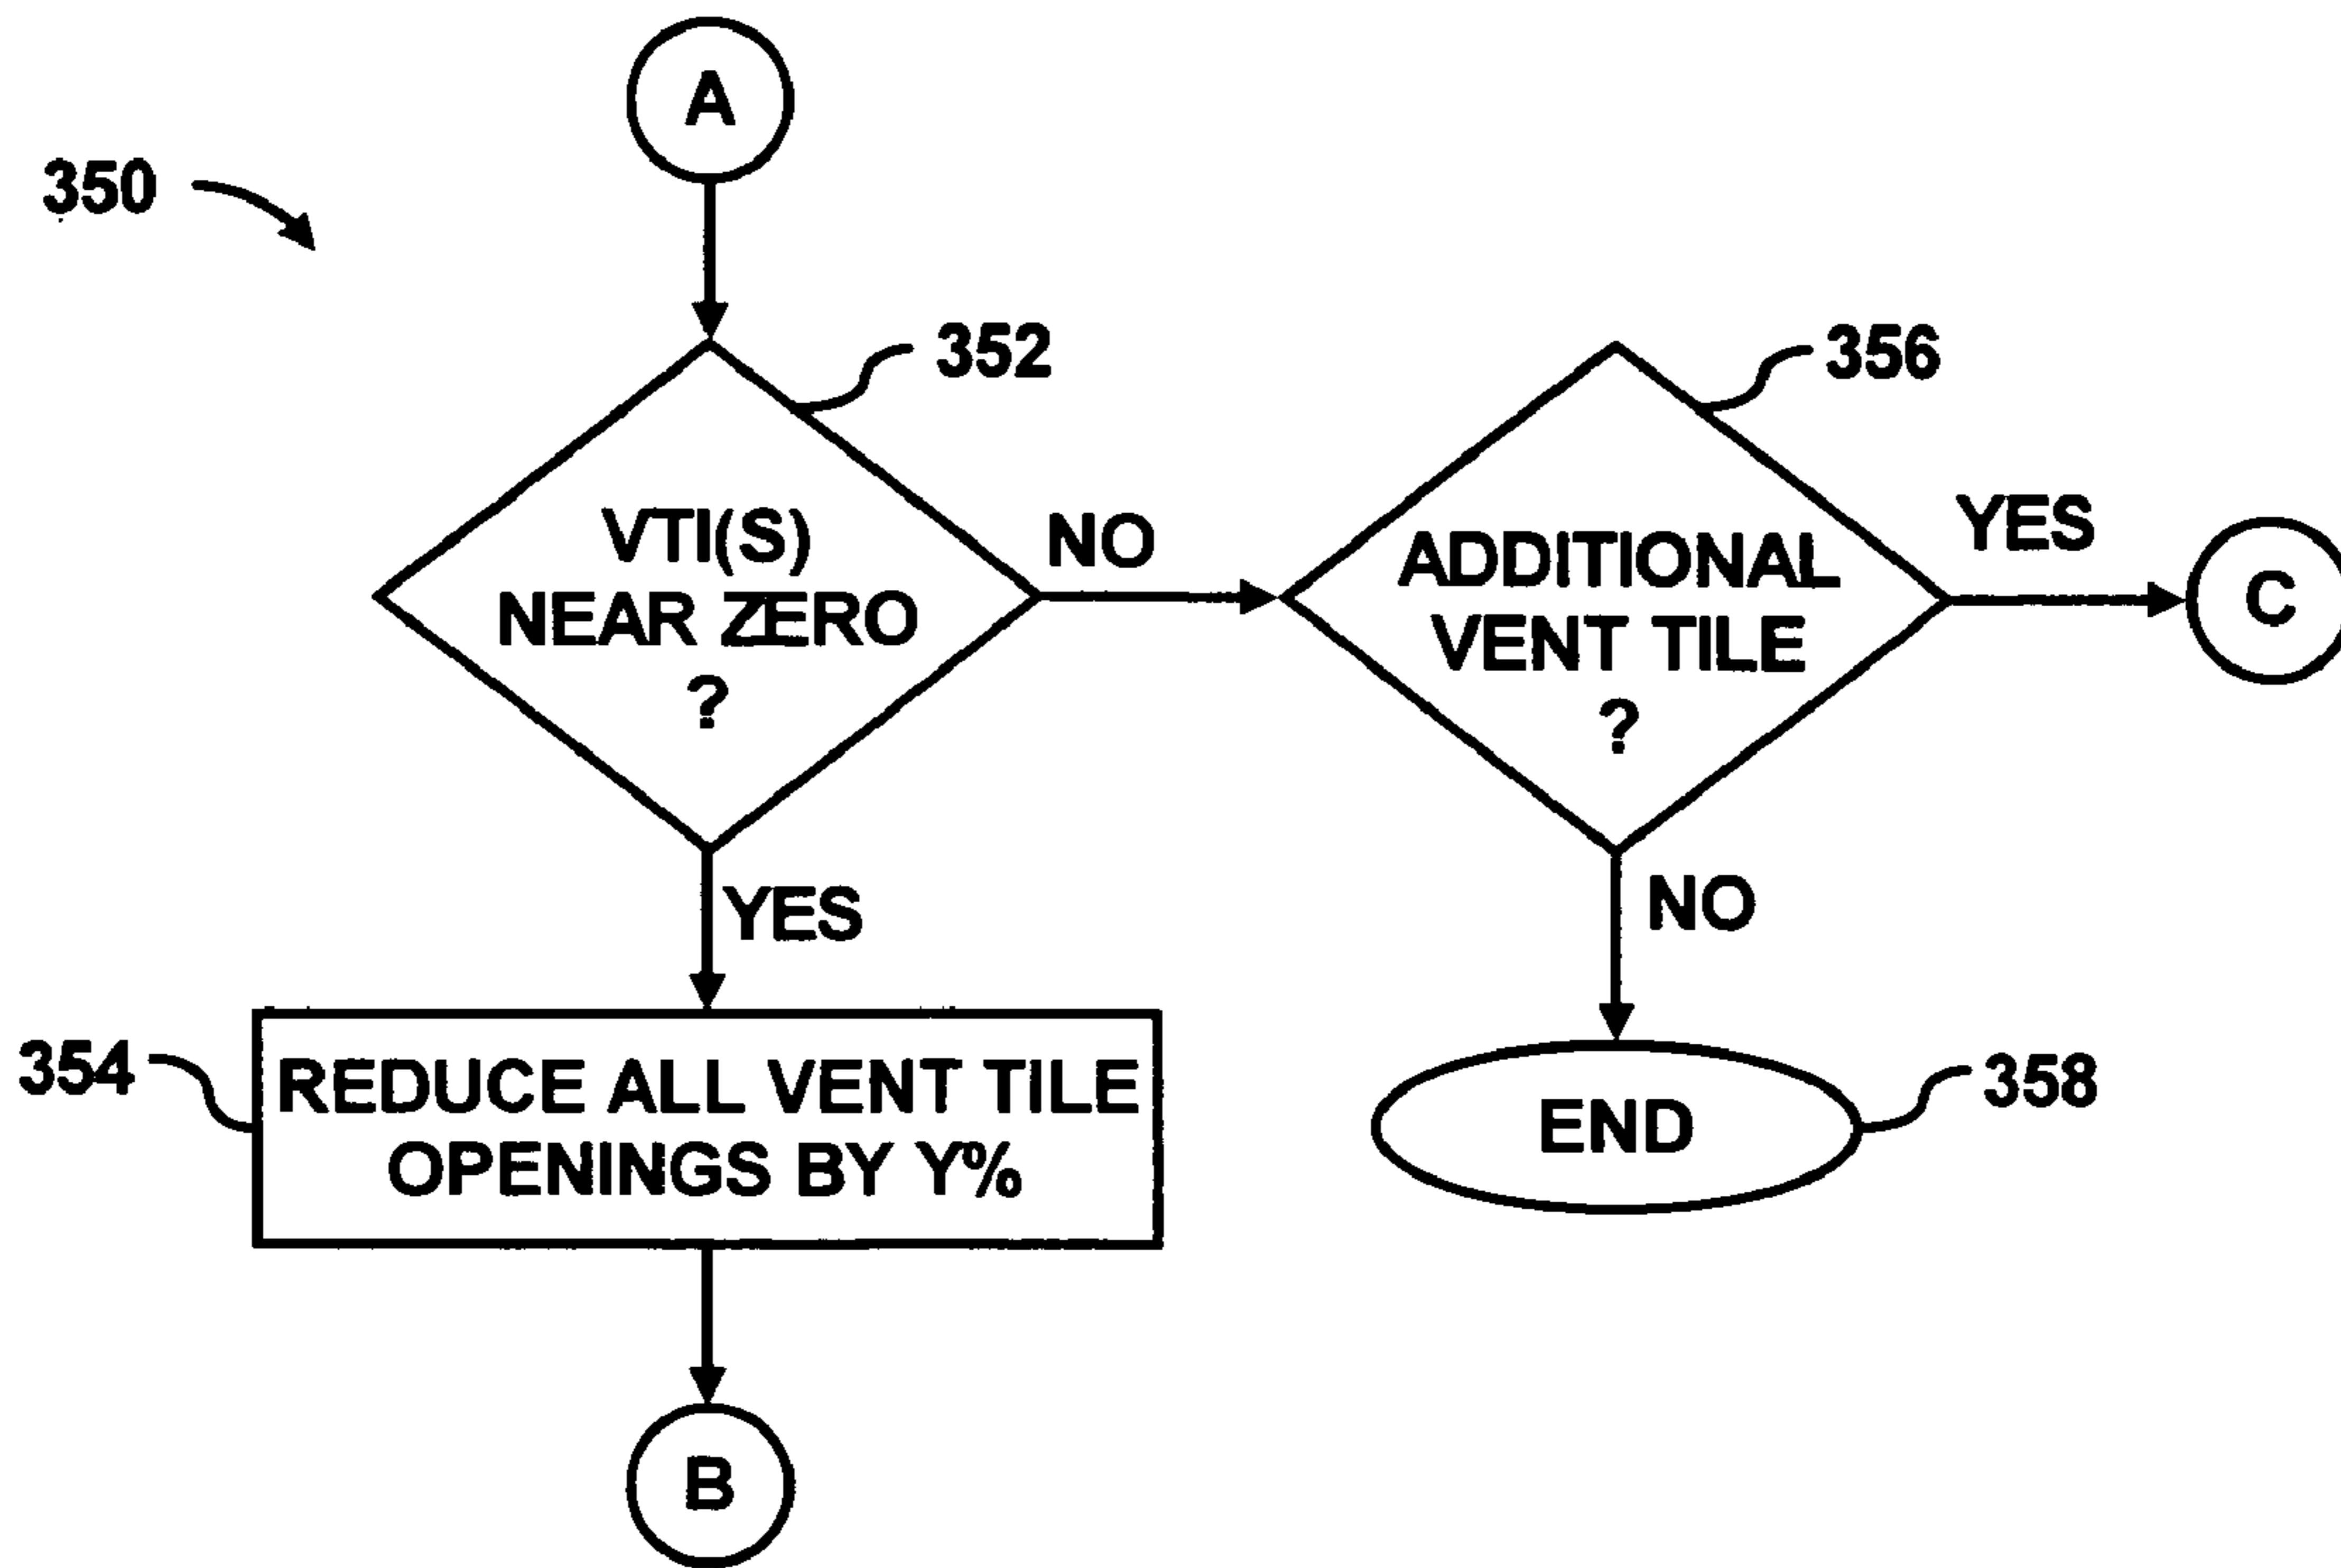 A
350
352
356
VTI(S)
NEAR ZERO
?
NO
ADDITIONAL
VENT TILE
?
YES
C
YES
NO
354
REDUCE ALL VENT TILE
OPENINGS BY Y%
END
358
B